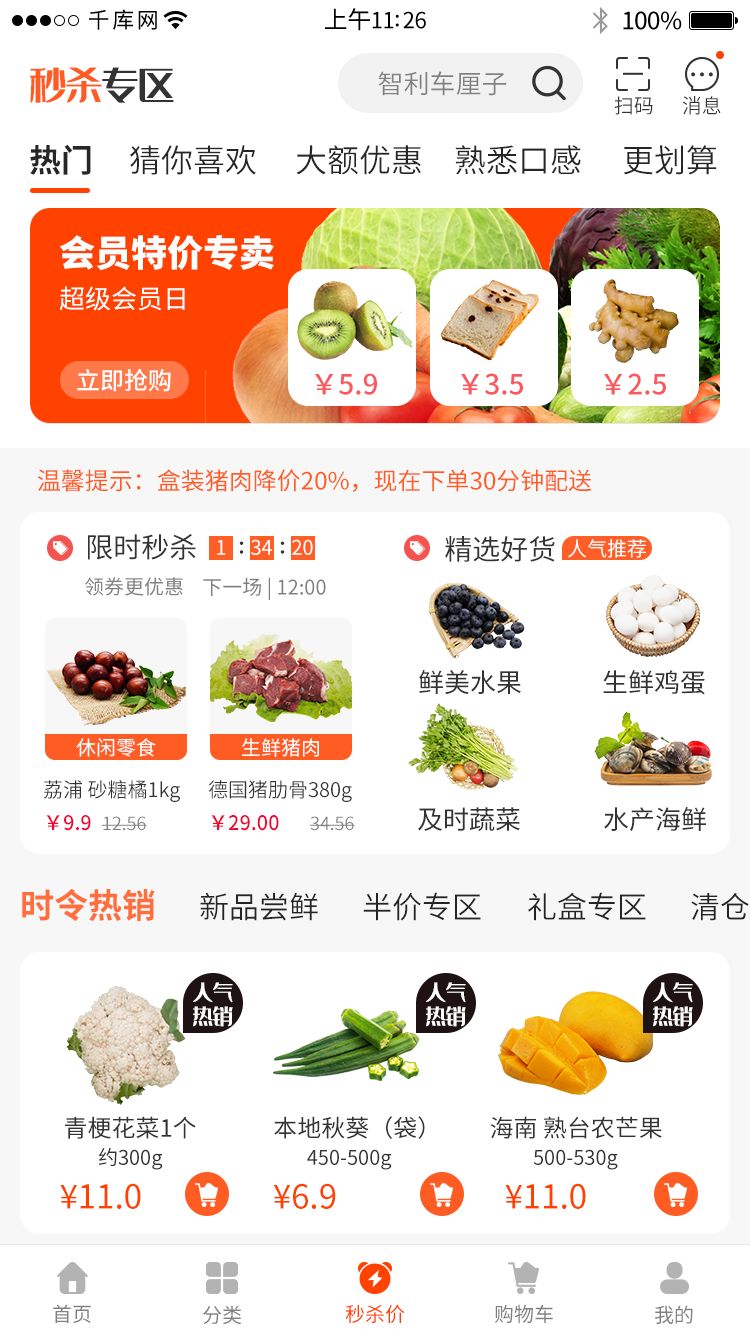 千库网 上午11:26 100%
秒杀专区 智利车厘子 扫码 消息
热门 猜你喜欢 大额优惠 熟悉口感 更划算
会员特价专卖
超级会员日
立即抢购
￥5.9 ￥3.5 ￥2.5
温馨提示：盒装猪肉降价20%，现在下单30分钟配送
限时秒杀 1:34:20
领券更优惠 下一场 | 12:00
休闲零食 生鲜猪肉
荔浦 砂糖橘1kg 德国猪肋骨380g
￥9.9 12.56 ￥29.00 34.56
精选好货 人气推荐
鲜美水果 生鲜鸡蛋
及时蔬菜 水产海鲜
时令热销 新品尝鲜 半价专区 礼盒专区 清仓
人气 人气 人气
热销 热销 热销
青梗花菜1个 本地秋葵（袋） 海南 熟台农芒果
约300g 450-500g 500-530g
¥11.0 ¥6.9 ¥11.0
首页 分类 秒杀价 购物车 我的